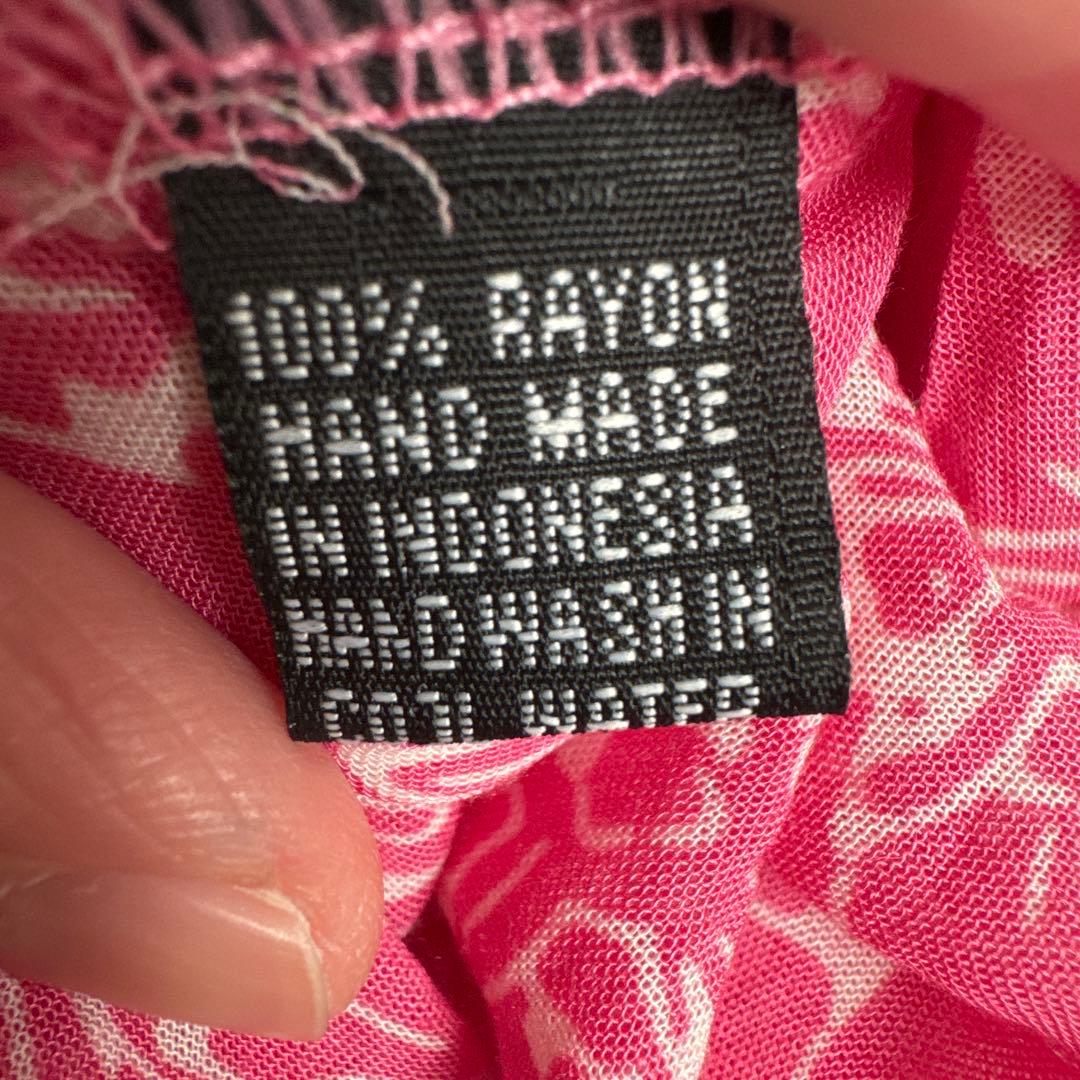 100% RAYON
HAND MADE
IN INDONESIA
HAND WASH IN
COOL WATER